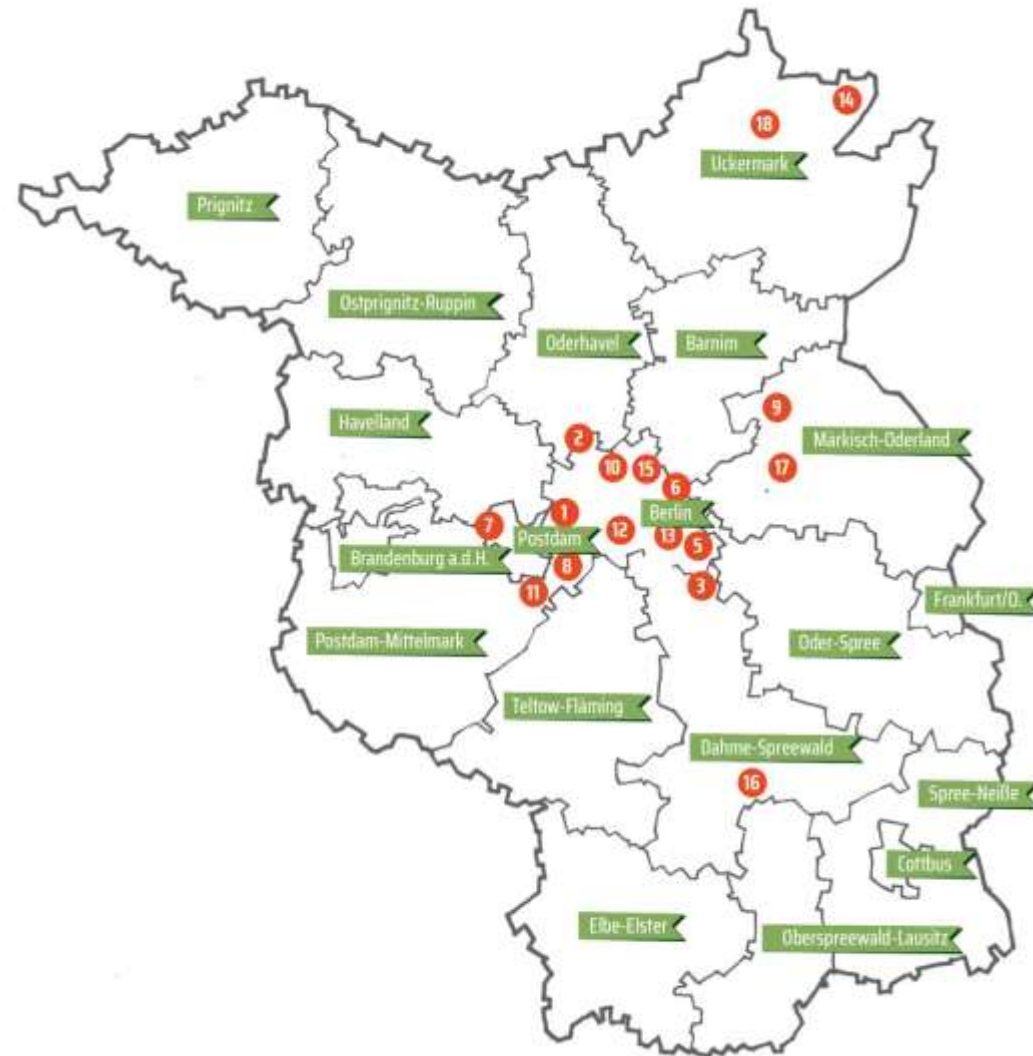 14
18
Uckermark
Prignitz
Ostprignitz-Ruppin
Oderhavel
Barnim
9
Havelland
2
Märkisch-Oderland
10
15
17
6
1
Berlin
7
12
Postdam
13
5
Brandenburg a.d.H.
8
3
11
Frankfurt/O.
Postdam-Mittelmark
Oder-Spree
Teltow-Fläming
Dahme-Spreewald
16
Spree-Neiße
Cottbus
Elbe-Elster
Oberspreewald-Lausitz